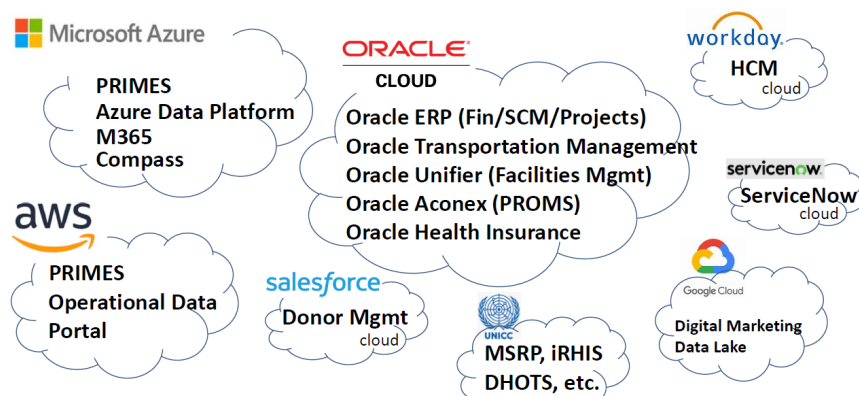 Microsoft Azure
PRIMES
Azure Data Platform
M365
Compass
ORACLE
CLOUD
Oracle ERP (Fin/SCM/Projects)
Oracle Transportation Management
Oracle Unifier (Facilities Mgmt)
Oracle Aconex (PROMS)
Oracle Health Insurance
workday.
HCM
cloud
servicenow.
ServiceNow
cloud
aws
PRIMES
Operational Data
Portal
salesforce
Donor Mgmt
cloud
UNICC
MSRP, iRHIS
DHOTS, etc.
Google Cloud
Digital Marketing
Data Lake